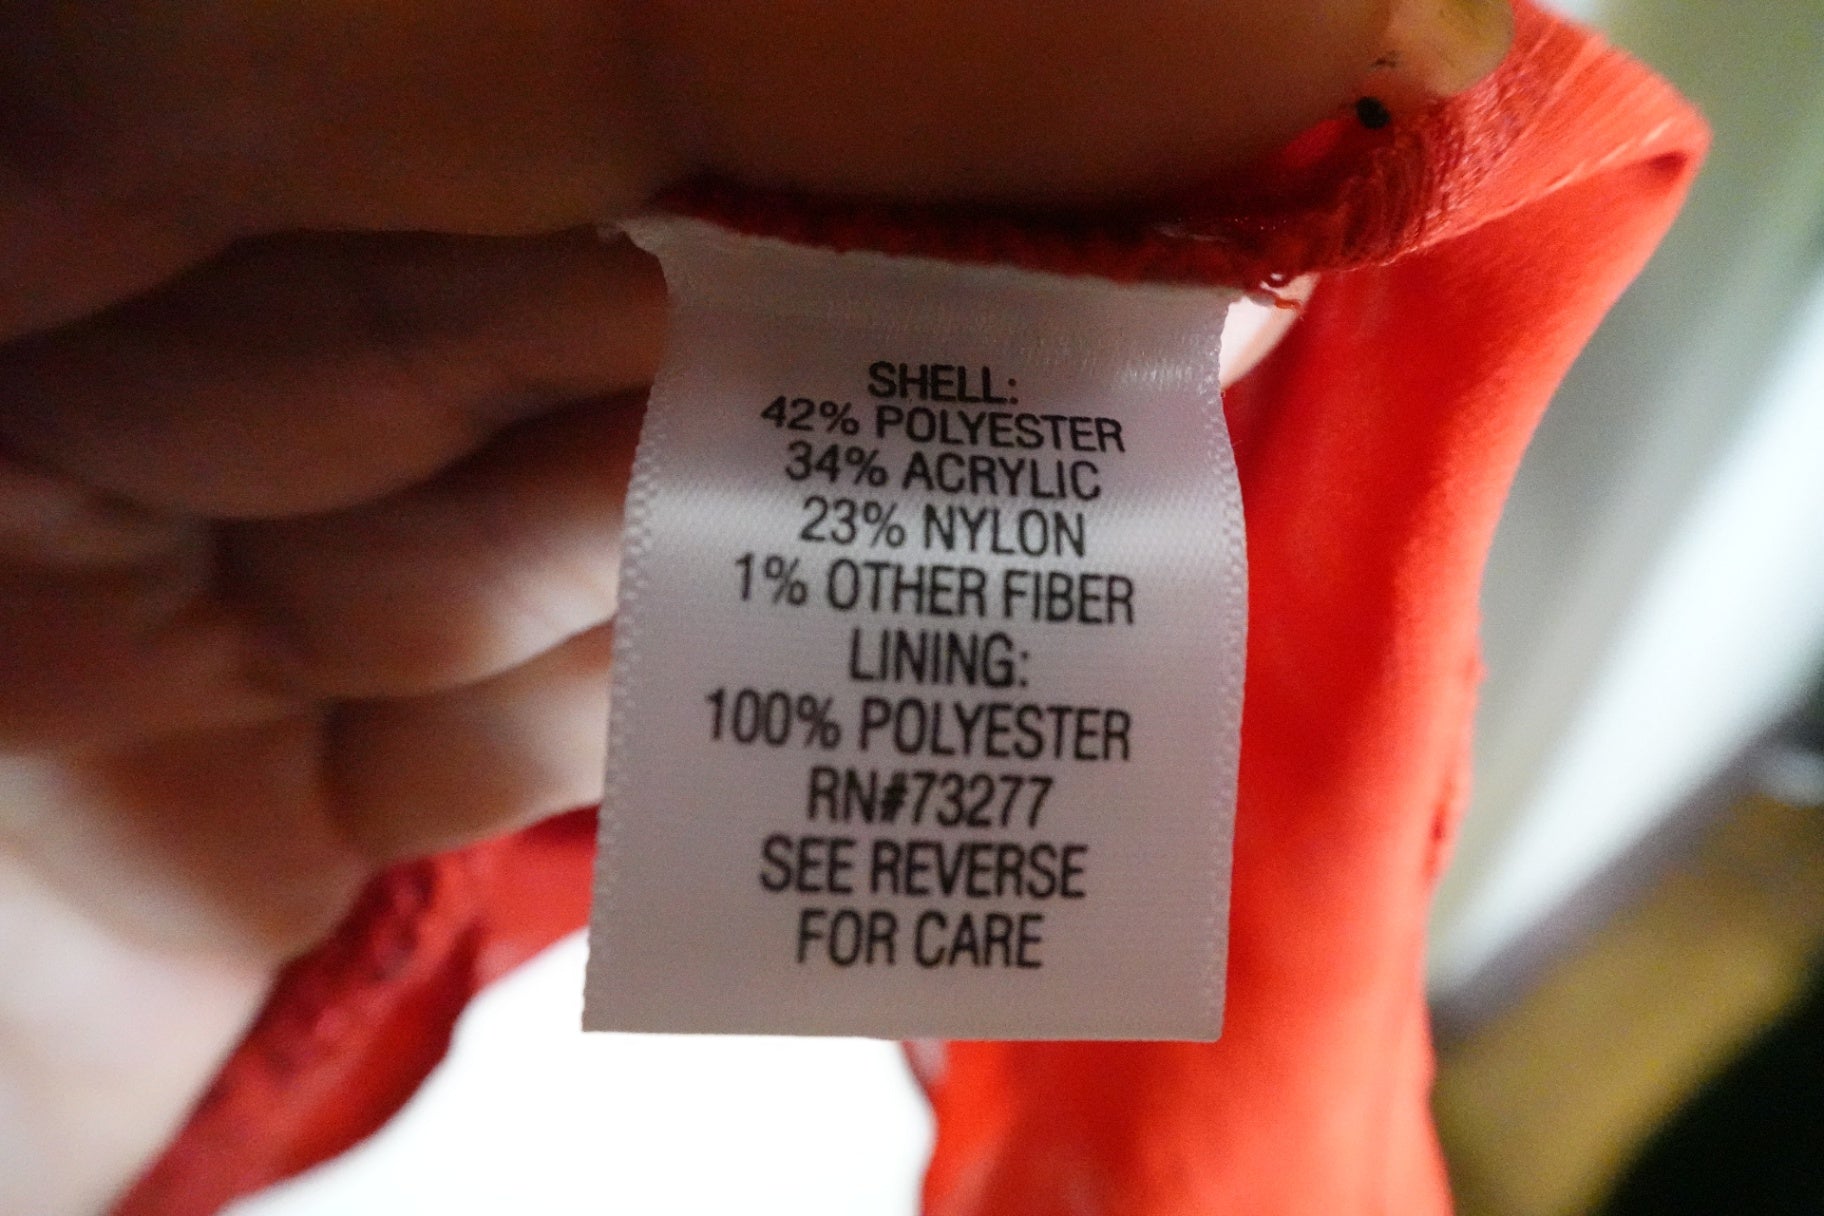 SHELL:
42% POLYESTER
34% ACRYLIC
23% NYLON
1% OTHER FIBER
LINING:
100% POLYESTER
RN#73277
SEE REVERSE
FOR CARE